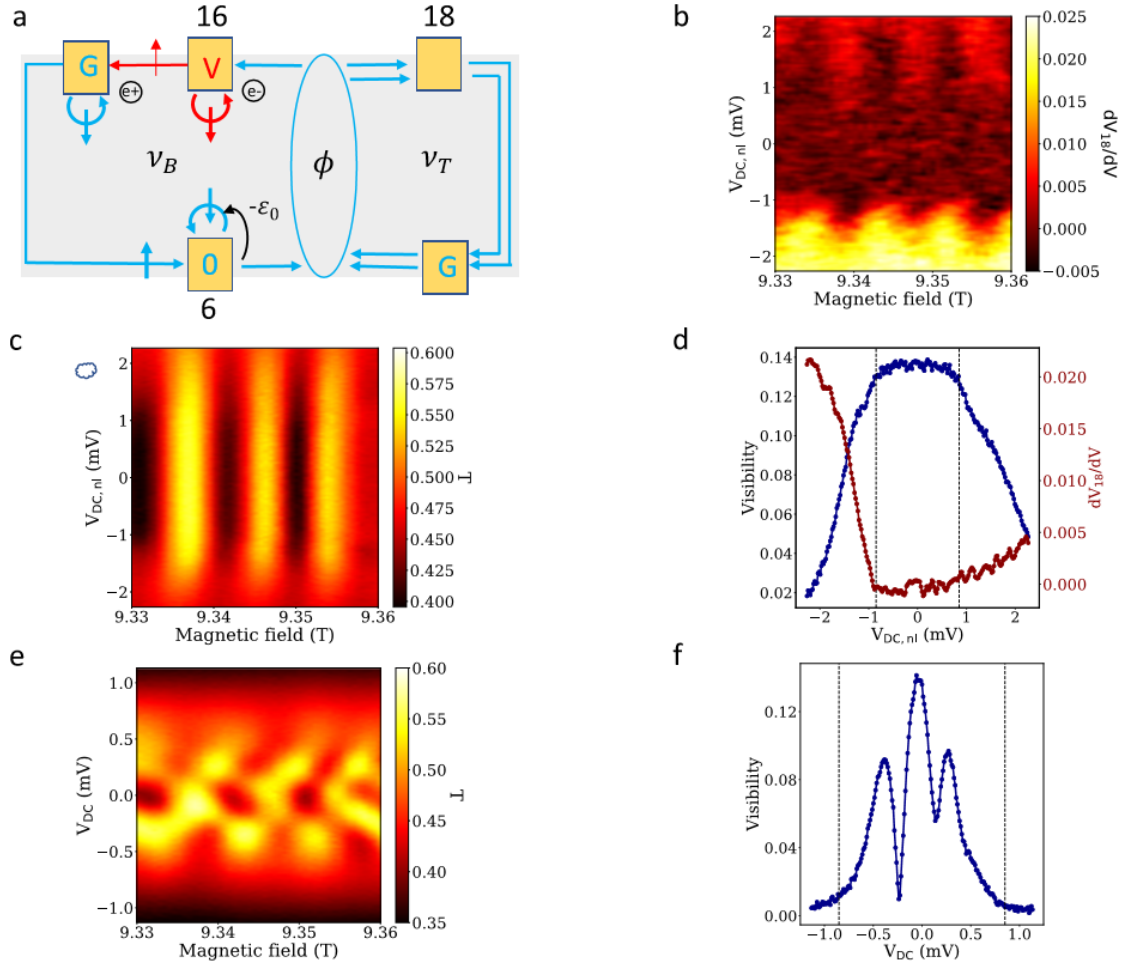 a
16
18
G
V
e+
e-
ν_B
ϕ
ν_T
-ε₀
0
G
6
b
2
1
0
−1
−2
V_DC, nl (mV)
9.33
9.34
9.35
9.36
Magnetic field (T)
0.025
0.020
0.015
0.010
0.005
0.000
−0.005
dV₁₈/dV
c
2
1
0
−1
−2
V_DC, nl (mV)
9.33
9.34
9.35
9.36
Magnetic field (T)
0.600
0.575
0.550
0.525
0.500
0.475
0.450
0.425
0.400
T
d
0.14
0.12
0.10
0.08
0.06
0.04
0.02
Visibility
−2
−1
0
1
2
V_DC, nl (mV)
0.020
0.015
0.010
0.005
0.000
dV₁₈/dV
e
1.0
0.5
0.0
−0.5
−1.0
V_DC (mV)
9.33
9.34
9.35
9.36
Magnetic field (T)
0.60
0.55
0.50
0.45
0.40
0.35
T
f
0.12
0.08
0.04
0.00
Visibility
−1.0
−0.5
0.0
0.5
1.0
V_DC (mV)